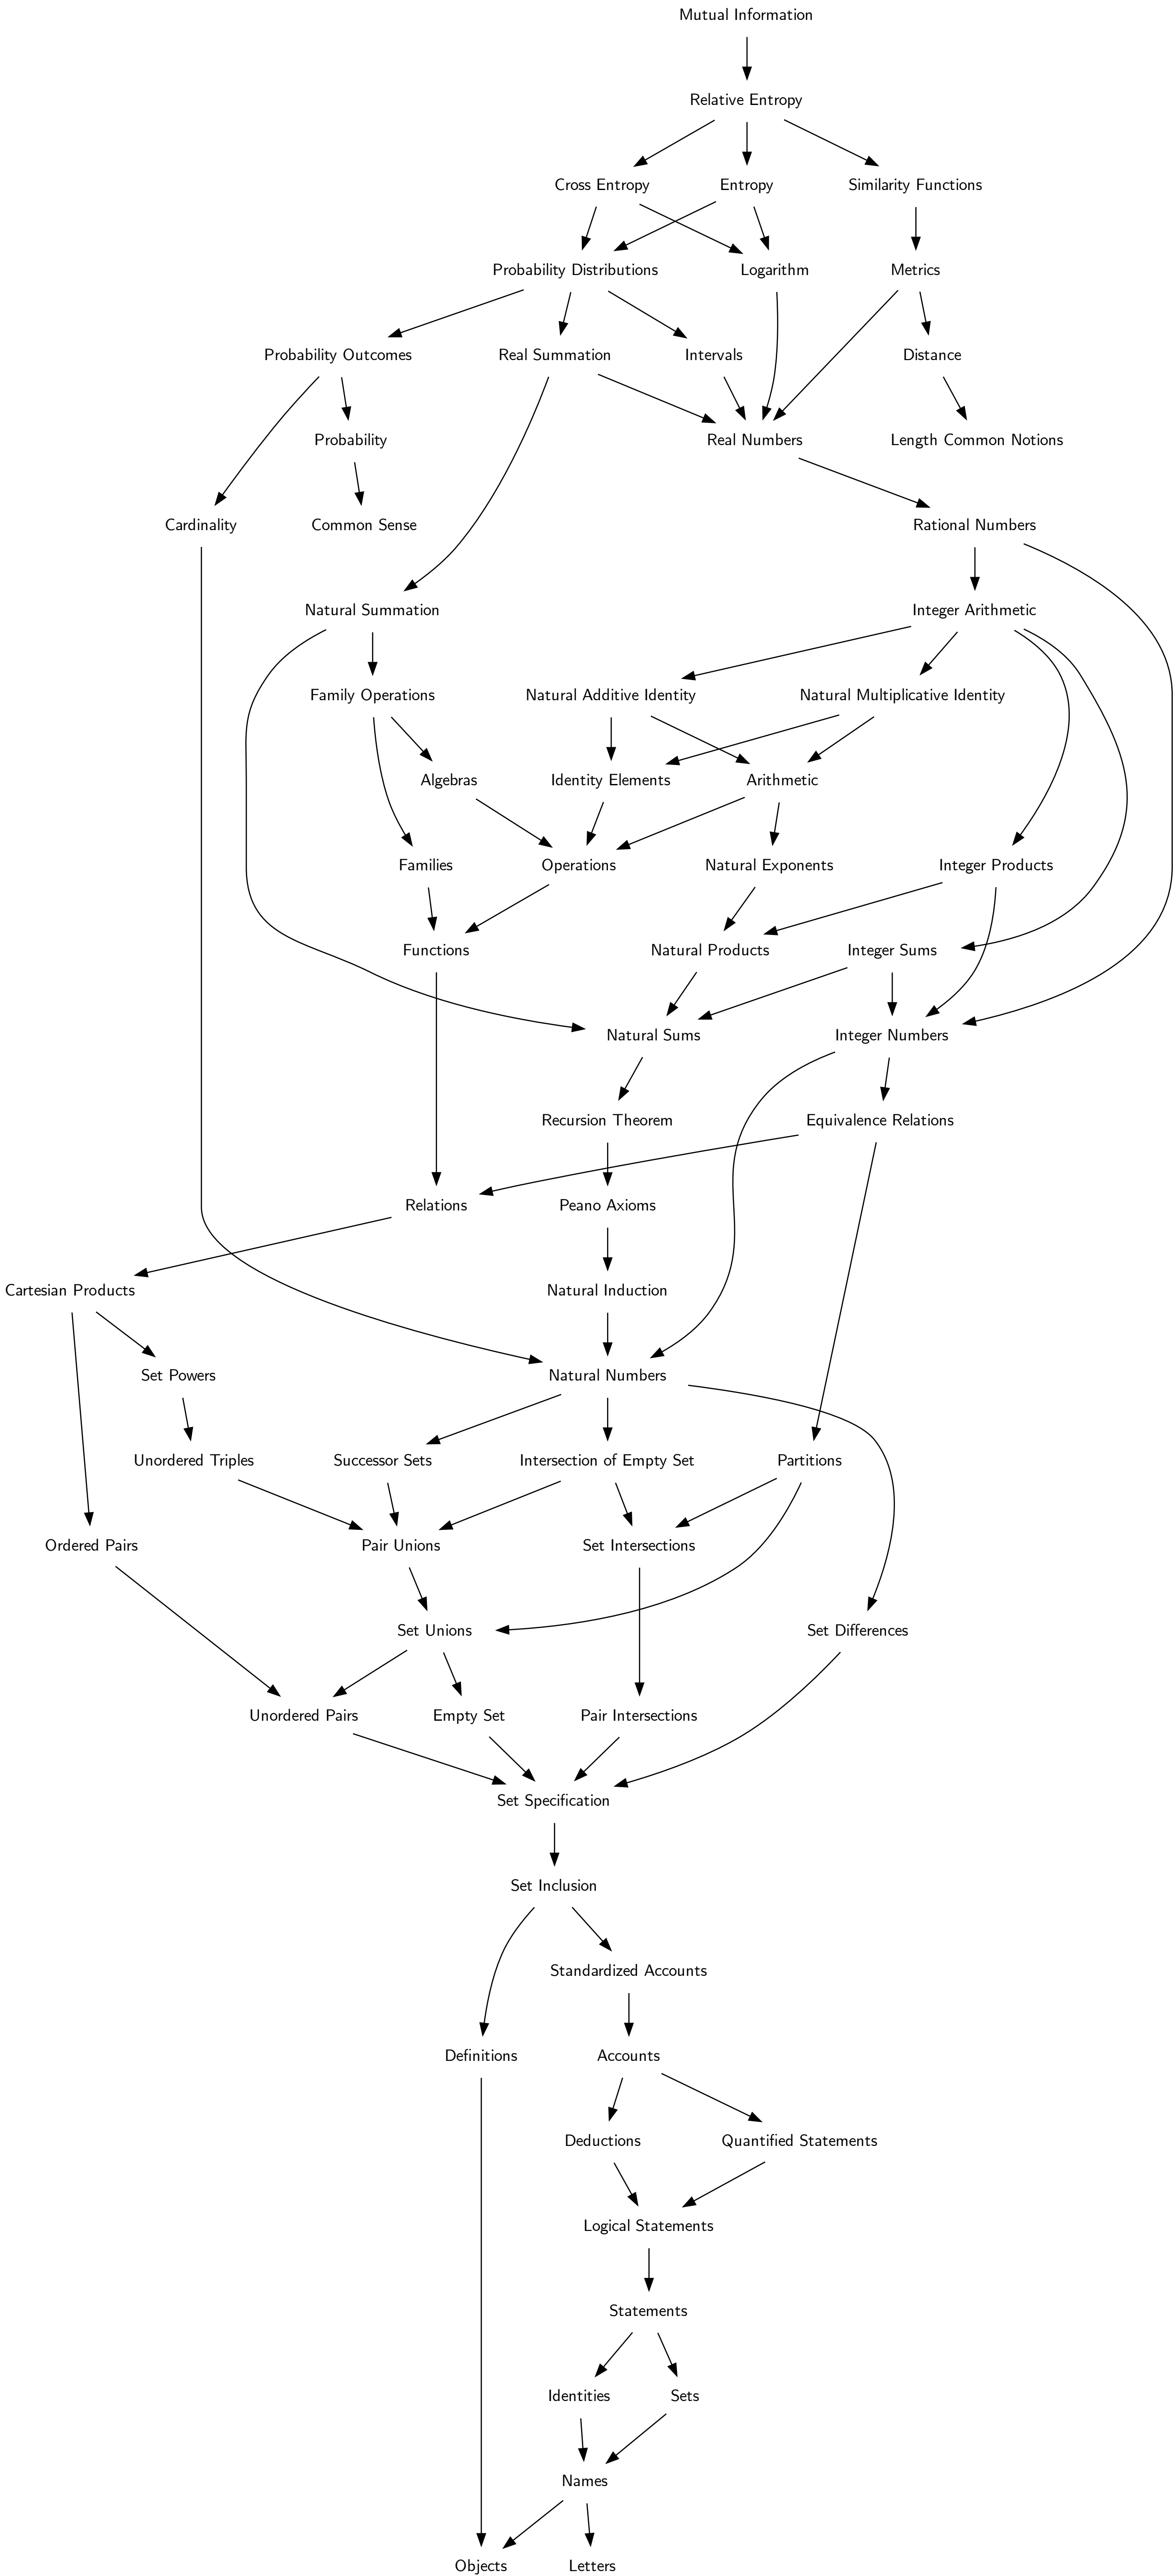 Mutual Information
Relative Entropy
Cross Entropy
Entropy
Similarity Functions
Probability Distributions
Logarithm
Metrics
Probability Outcomes
Real Summation
Intervals
Distance
Probability
Real Numbers
Length Common Notions
Cardinality
Common Sense
Rational Numbers
Natural Summation
Integer Arithmetic
Family Operations
Natural Additive Identity
Natural Multiplicative Identity
Algebras
Identity Elements
Arithmetic
Families
Operations
Natural Exponents
Integer Products
Functions
Natural Products
Integer Sums
Natural Sums
Integer Numbers
Recursion Theorem
Equivalence Relations
Relations
Peano Axioms
Cartesian Products
Natural Induction
Set Powers
Natural Numbers
Unordered Triples
Successor Sets
Intersection of Empty Set
Partitions
Ordered Pairs
Pair Unions
Set Intersections
Set Unions
Set Differences
Unordered Pairs
Empty Set
Pair Intersections
Set Specification
Set Inclusion
Standardized Accounts
Definitions
Accounts
Deductions
Quantified Statements
Logical Statements
Statements
Identities
Sets
Names
Objects
Letters